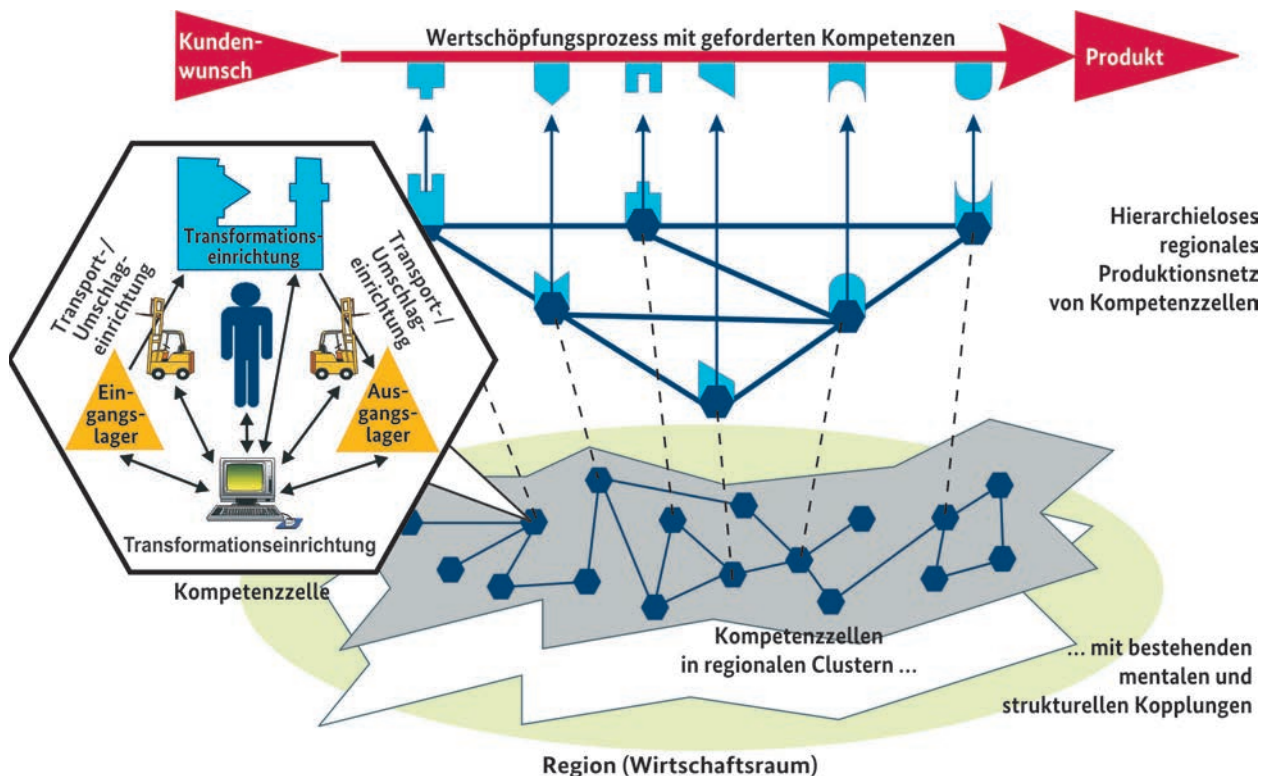 Kunden-
wunsch
Wertschöpfungsprozess mit geforderten Kompetenzen
Produkt
Hierarchieloses
regionales
Produktionsnetz
von Kompetenzzellen
Transformations-
einrichtung
Transport-/
Umschlag-
einrichtung
Transport-/
Umschlag-
einrichtung
Ein-
gangs-
lager
Aus-
gangs-
lager
Transformationseinrichtung
Kompetenzzelle
Kompetenzzellen
in regionalen Clustern ...
... mit bestehenden
mentalen und
strukturellen Kopplungen
Region (Wirtschaftsraum)